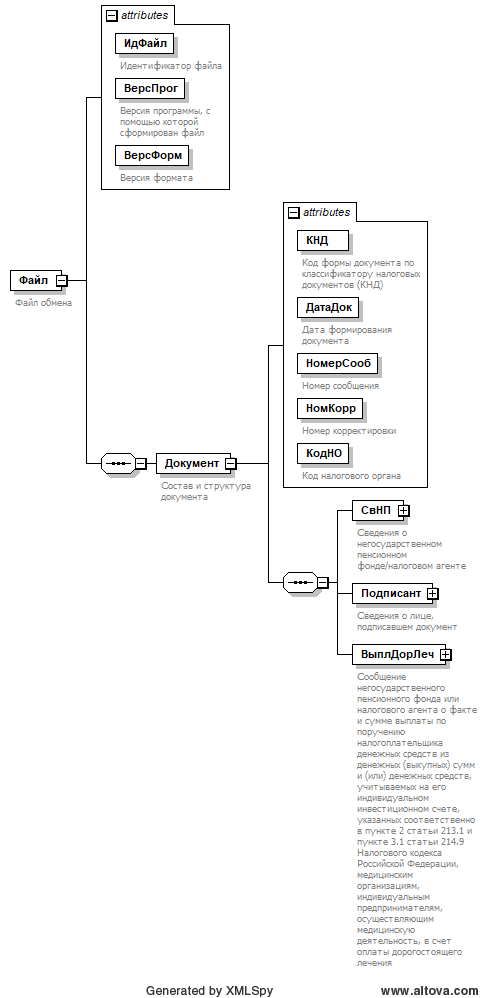 attributes
ИдФайл
Идентификатор файла
ВерсПрог
Версия программы, с
помощью которой
сформирован файл
ВерсФорм
Версия формата
Файл
Файл обмена
attributes
КНД
Код формы документа по
классификатору налоговых
документов (КНД)
ДатаДок
Дата формирования
документа
НомерСооб
Номер сообщения
НомКорр
Номер корректировки
КодНО
Код налогового органа
Документ
Состав и структура
документа
СвНП
Сведения о
негосударственном
пенсионном
фонде/налоговом агенте
Подписант
Сведения о лице,
подписавшем документ
ВыплДорЛеч
Сообщение
негосударственного
пенсионного фонда или
налогового агента о факте
и сумме выплаты по
поручению
налогоплательщика
денежных средств из
денежных (выкупных) сумм
и (или) денежных средств,
учитываемых на его
индивидуальном
инвестиционном счете,
указанных соответственно
в пункте 2 статьи 213.1 и
пункте 3.1 статьи 214.9
Налогового кодекса
Российской Федерации,
медицинским
организациям,
индивидуальным
предпринимателям,
осуществляющим
медицинскую
деятельность, в счет
оплаты дорогостоящего
лечения
Generated by XMLSpy
www.altova.com